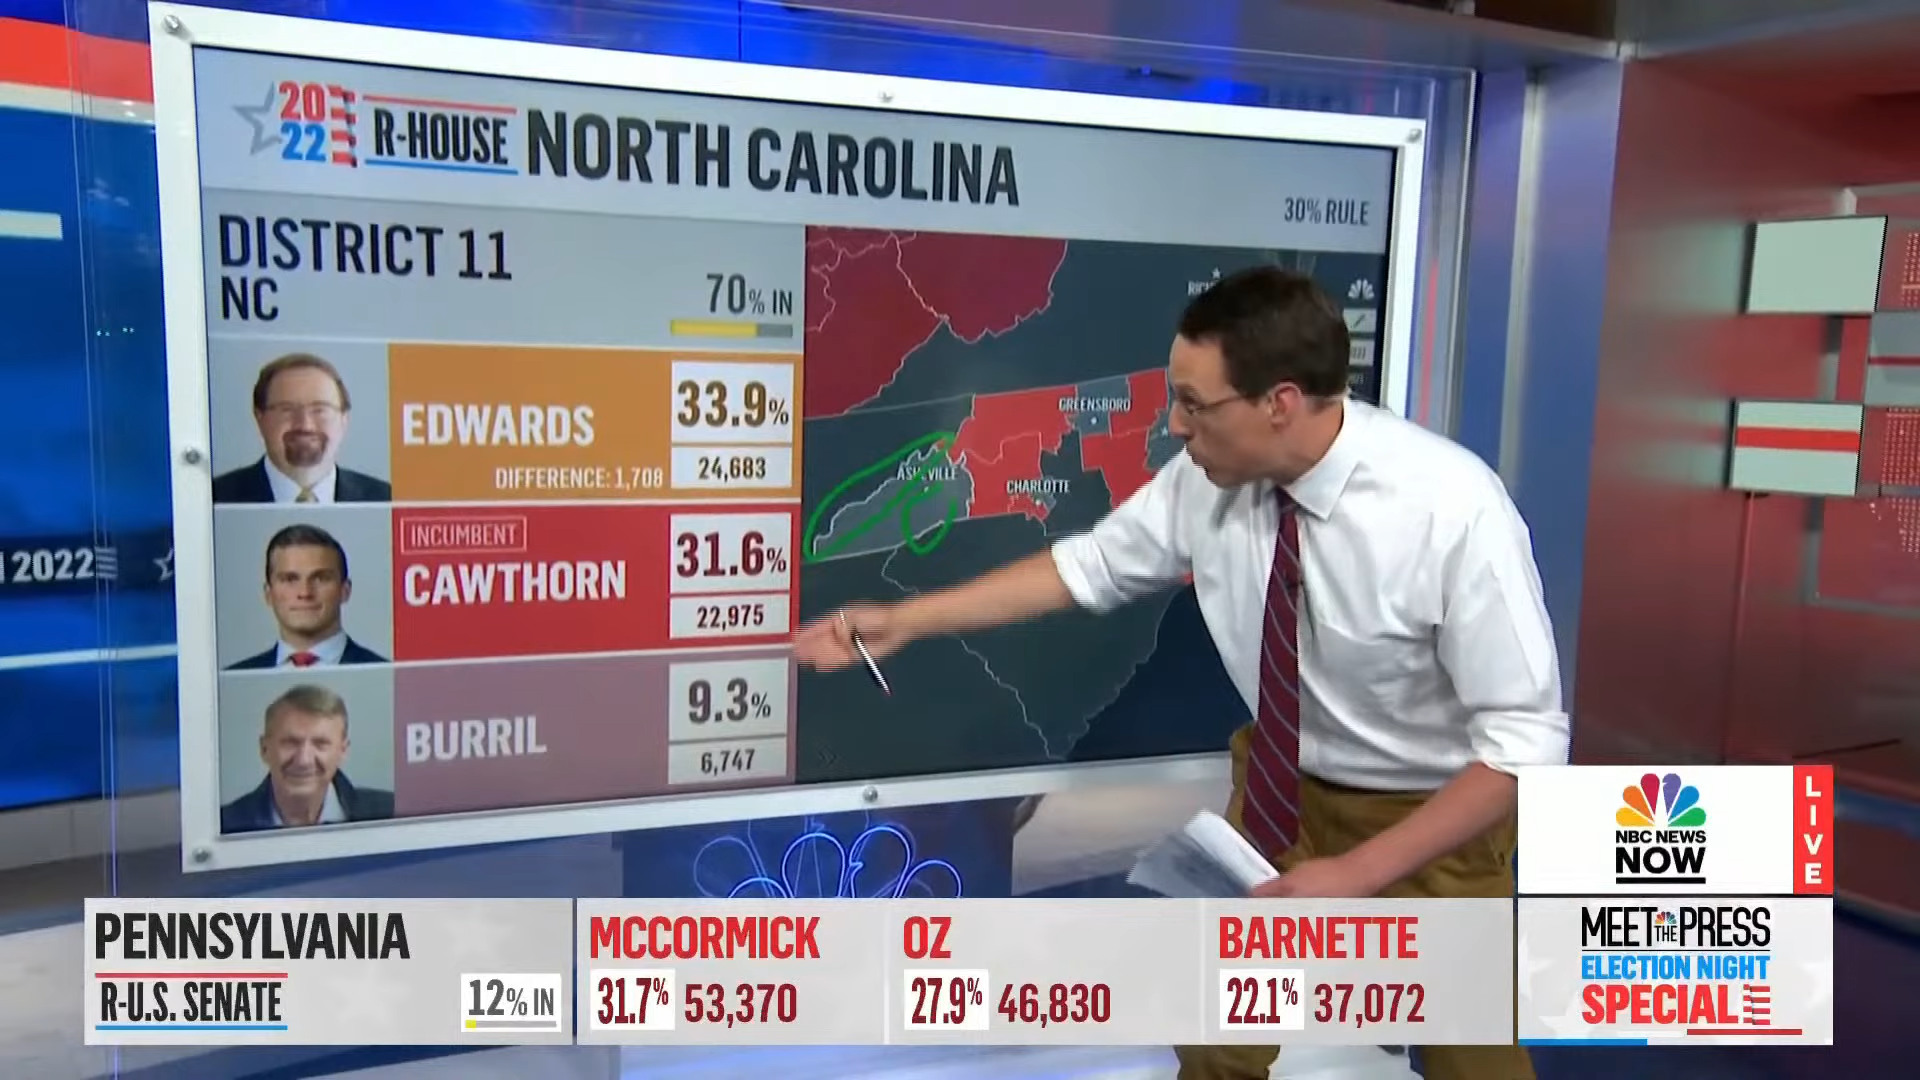 20
22
R-HOUSE NORTH CAROLINA
30% RULE
DISTRICT 11
NC
70% IN
EDWARDS
33.9%
DIFFERENCE: 1,708
24,683
INCUMBENT
CAWTHORN
31.6%
22,975
BURRIL
9.3%
6,747
GREENSBORO
CHARLOTTE
2022
NBC NEWS
NOW
LIVE
PENNSYLVANIA
R-U.S. SENATE
12% IN
MCCORMICK
31.7% 53,370
OZ
27.9% 46,830
BARNETTE
22.1% 37,072
MEET THE PRESS
ELECTION NIGHT
SPECIAL